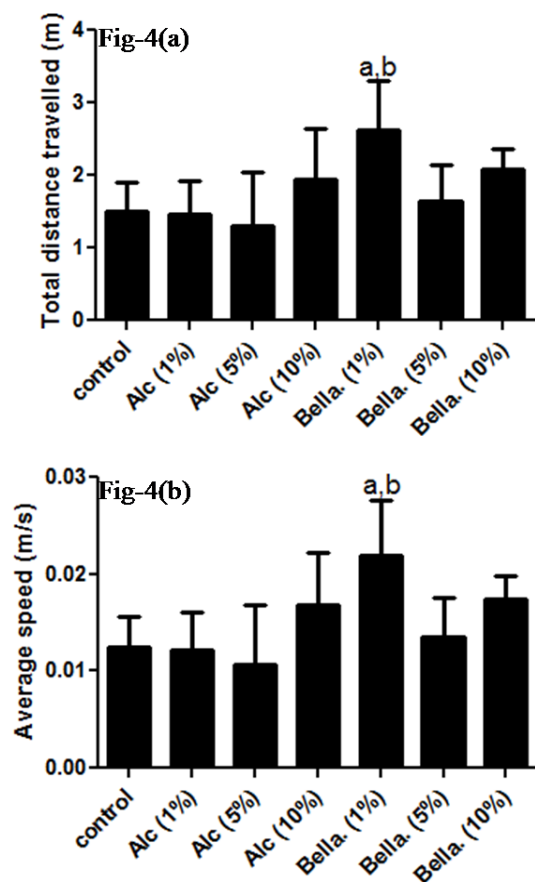 Fig-4(a)
Total distance travelled (m)
4
3
2
1
0
a,b
control
Alc (1%)
Alc (5%)
Alc (10%)
Bella. (1%)
Bella. (5%)
Bella. (10%)
Fig-4(b)
Average speed (m/s)
0.03
0.02
0.01
0.00
a,b
control
Alc (1%)
Alc (5%)
Alc (10%)
Bella. (1%)
Bella. (5%)
Bella. (10%)